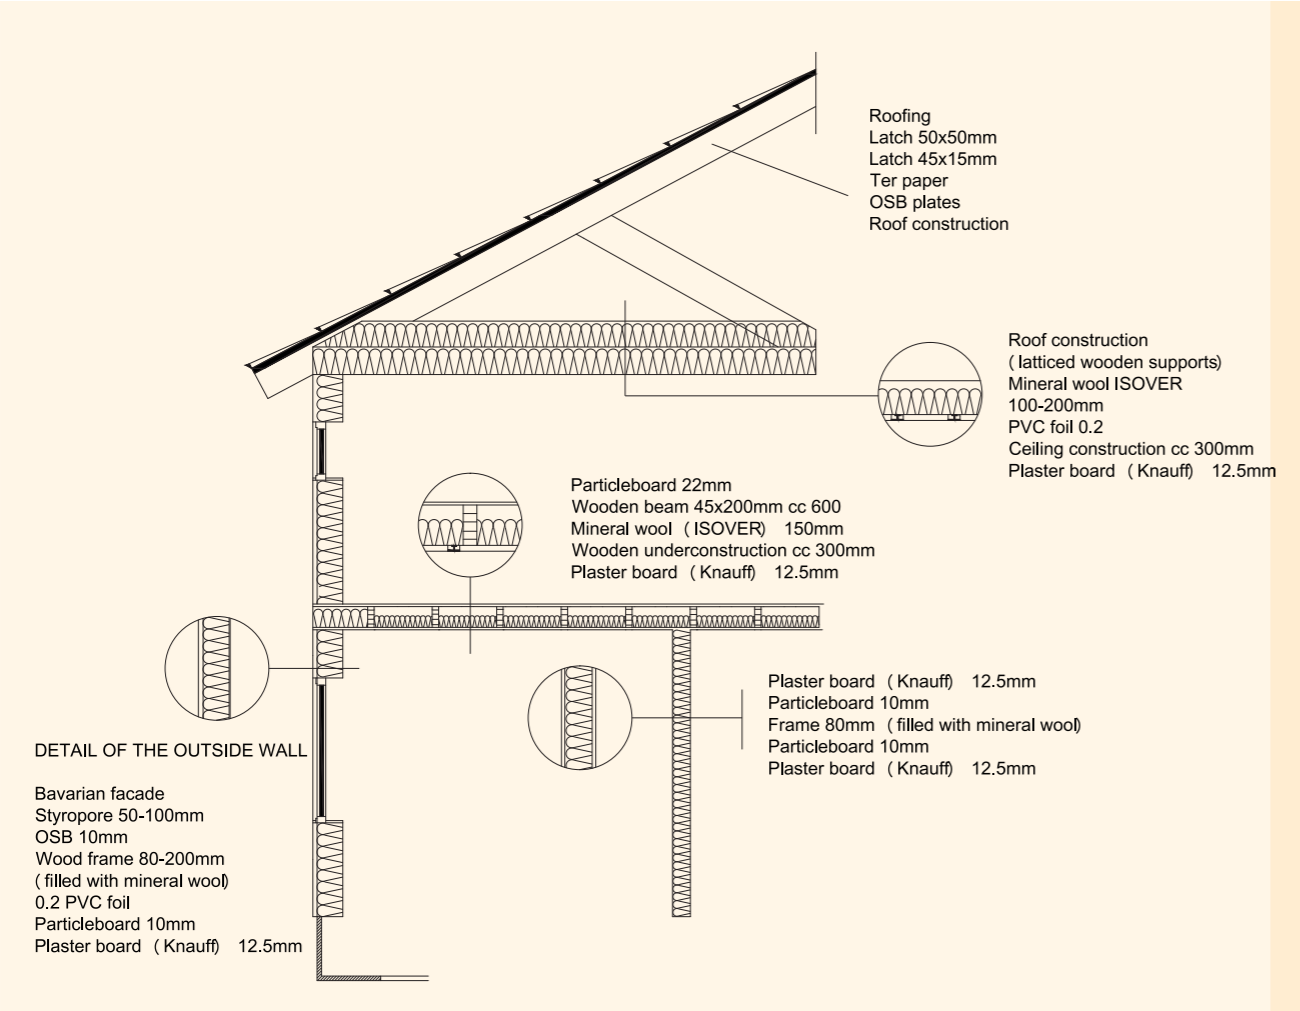 Roofing
Latch 50x50mm
Latch 45x15mm
Ter paper
OSB plates
Roof construction
Roof construction
(latticed wooden supports)
Mineral wool ISOVER
100-200mm
PVC foil 0.2
Ceiling construction cc 300mm
Plaster board (Knauff) 12.5mm
Particleboard 22mm
Wooden beam 45x200mm cc 600
Mineral wool (ISOVER) 150mm
Wooden underconstruction cc 300mm
Plaster board (Knauff) 12.5mm
Plaster board (Knauff) 12.5mm
Particleboard 10mm
Frame 80mm (filled with mineral wool)
Particleboard 10mm
Plaster board (Knauff) 12.5mm
DETAIL OF THE OUTSIDE WALL
Bavarian facade
Styropore 50-100mm
OSB 10mm
Wood frame 80-200mm
(filled with mineral wool)
0.2 PVC foil
Particleboard 10mm
Plaster board (Knauff) 12.5mm